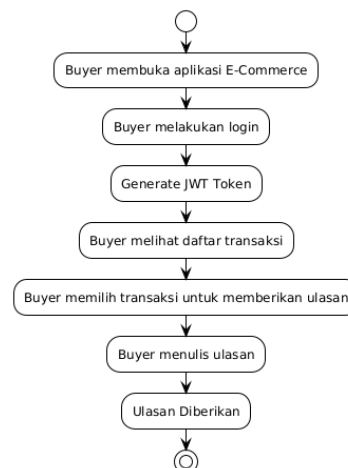 Buyer membuka aplikasi E-Commerce
Buyer melakukan login
Generate JWT Token
Buyer melihat daftar transaksi
Buyer memilih transaksi untuk memberikan ulasan
Buyer menulis ulasan
Ulasan Diberikan